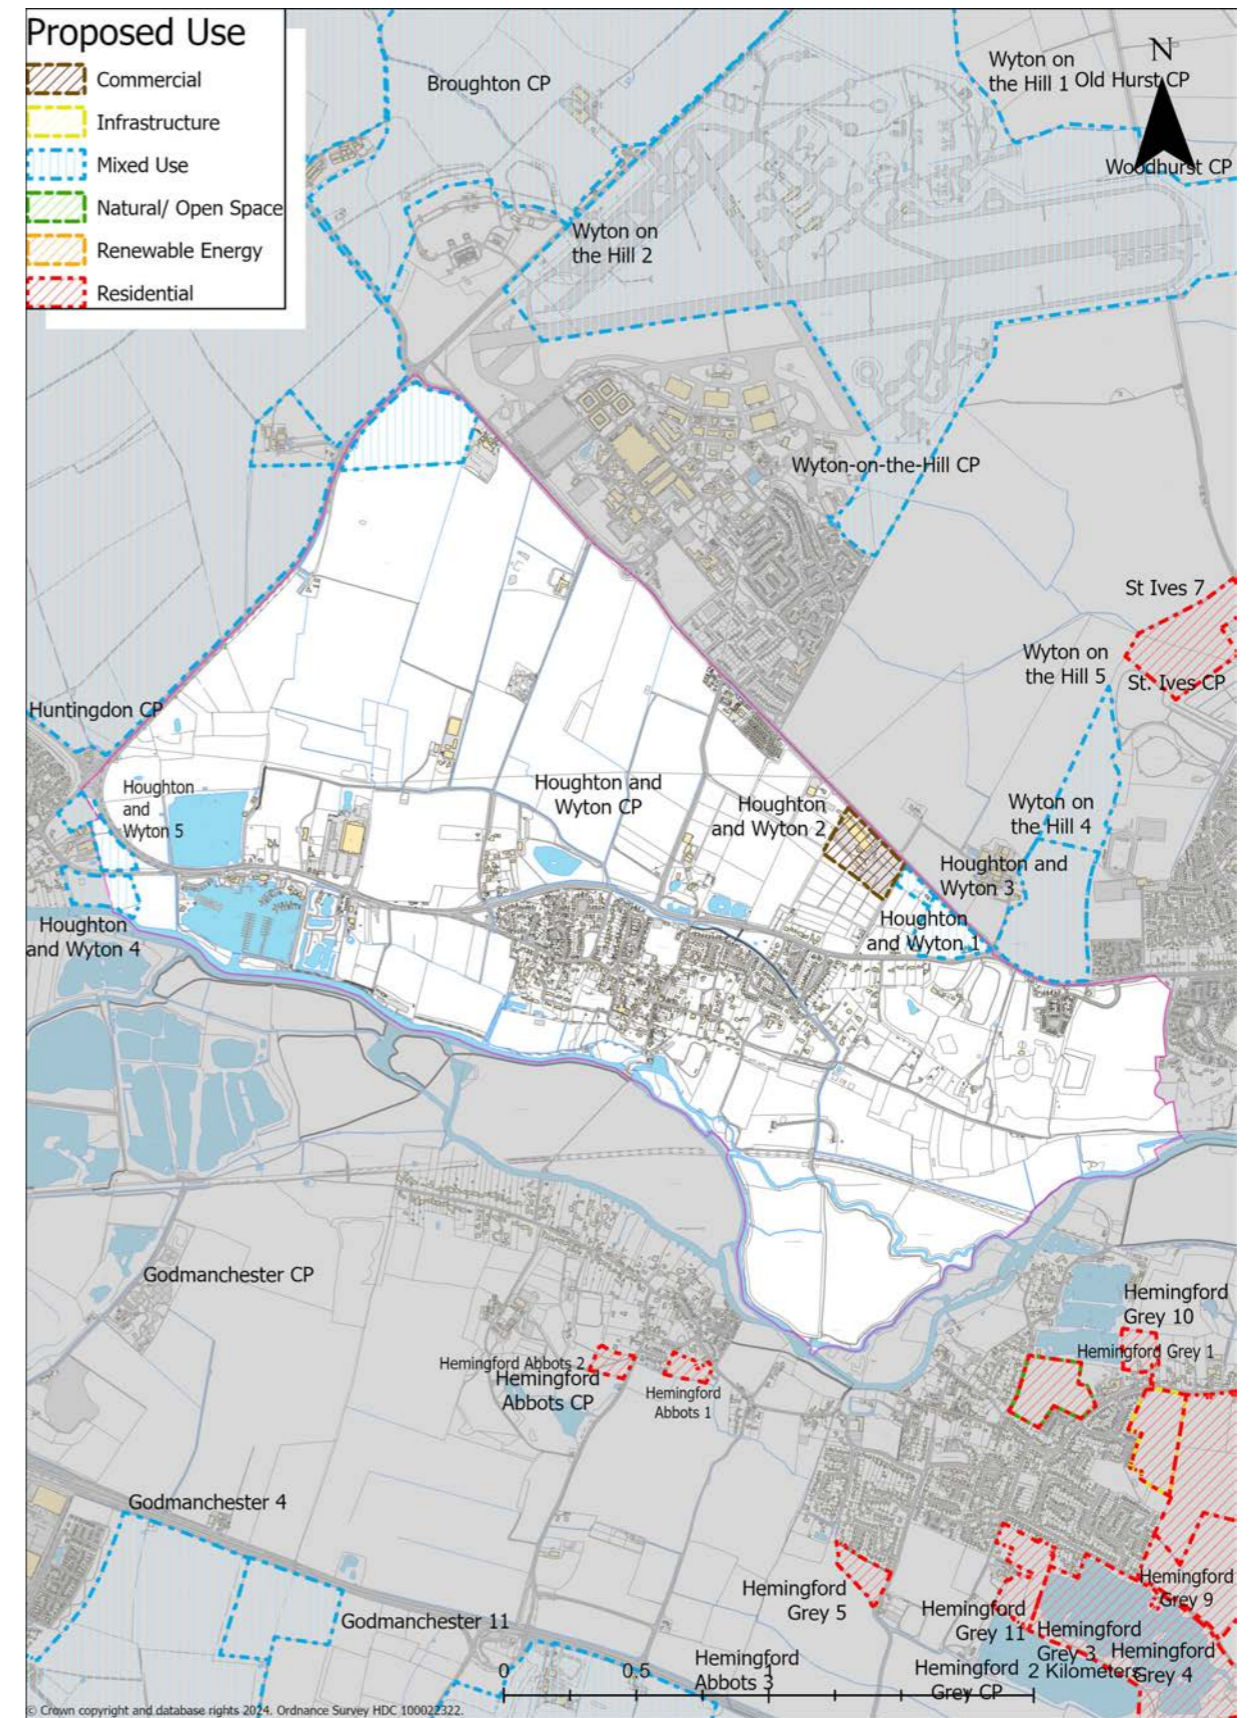 Proposed Use
Commercial
Infrastructure
Mixed Use
Natural/ Open Space
Renewable Energy
Residential
N
Broughton CP
Wyton on
the Hill 1
Old Hurst CP
Woodhurst CP
Wyton on
the Hill 2
Wyton-on-the-Hill CP
St Ives 7
Wyton on
the Hill 5
St. Ives CP
Huntingdon CP
Houghton
and
Wyton 5
Houghton and
Wyton CP
Houghton
and Wyton 2
Wyton on
the Hill 4
Houghton and
Wyton 3
Houghton
and Wyton 1
Houghton
and Wyton 4
Godmanchester CP
Hemingford
Grey 10
Hemingford Grey 1
Hemingford Abbots 2
Hemingford
Abbots CP
Hemingford
Abbots 1
Godmanchester 4
Godmanchester 11
Hemingford
Grey 5
Hemingford
Grey 9
Hemingford
Grey 11
Hemingford
Grey 3
Hemingford
Grey 4
Hemingford
Abbots 3
Hemingford
Grey CP
0 0.5 1 2 Kilometers
© Crown copyright and database rights 2024. Ordnance Survey HDC 100022322.